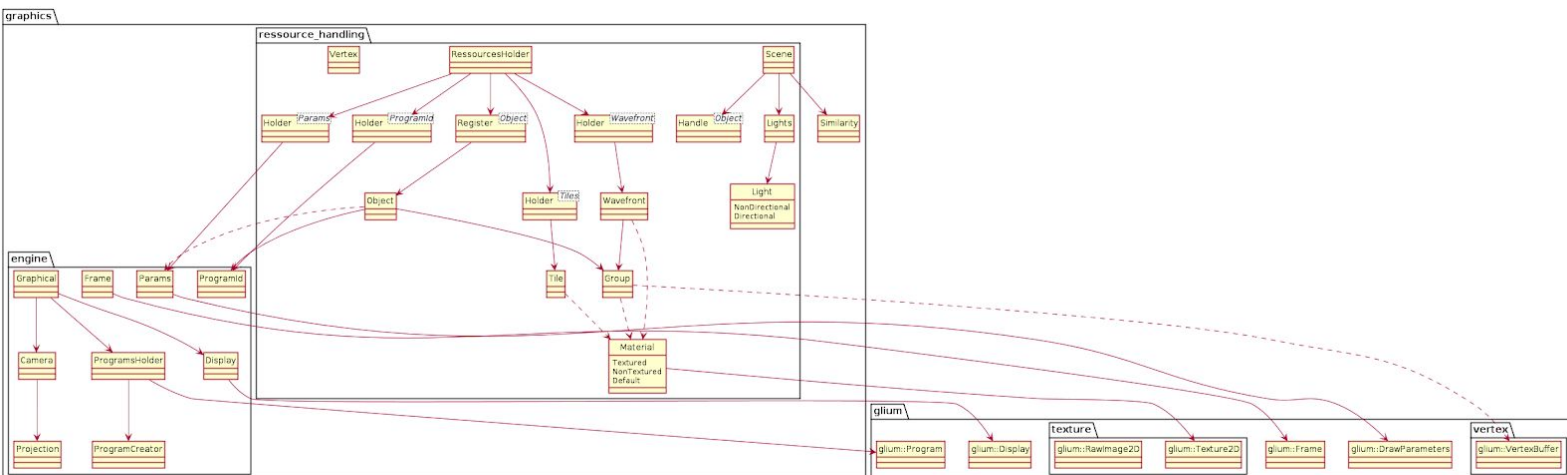 graphics
ressource_handling
Vertex
RessourcesHolder
Scene
Holder Params
Holder ProgramId
Register Object
Holder Wavefront
Handle Object
Lights
Similarity
Light
NonDirectional
Directional
Object
Holder Tiles
Wavefront
engine
Graphical
Frame
Params
ProgramId
Tile
Group
Material
Textured
NonTextured
Default
Camera
ProgramsHolder
Display
Projection
ProgramCreator
glium
texture
vertex
glium::Program
glium::Display
glium::RawImage2D
glium::Texture2D
glium::Frame
glium::DrawParameters
glium::VertexBuffer